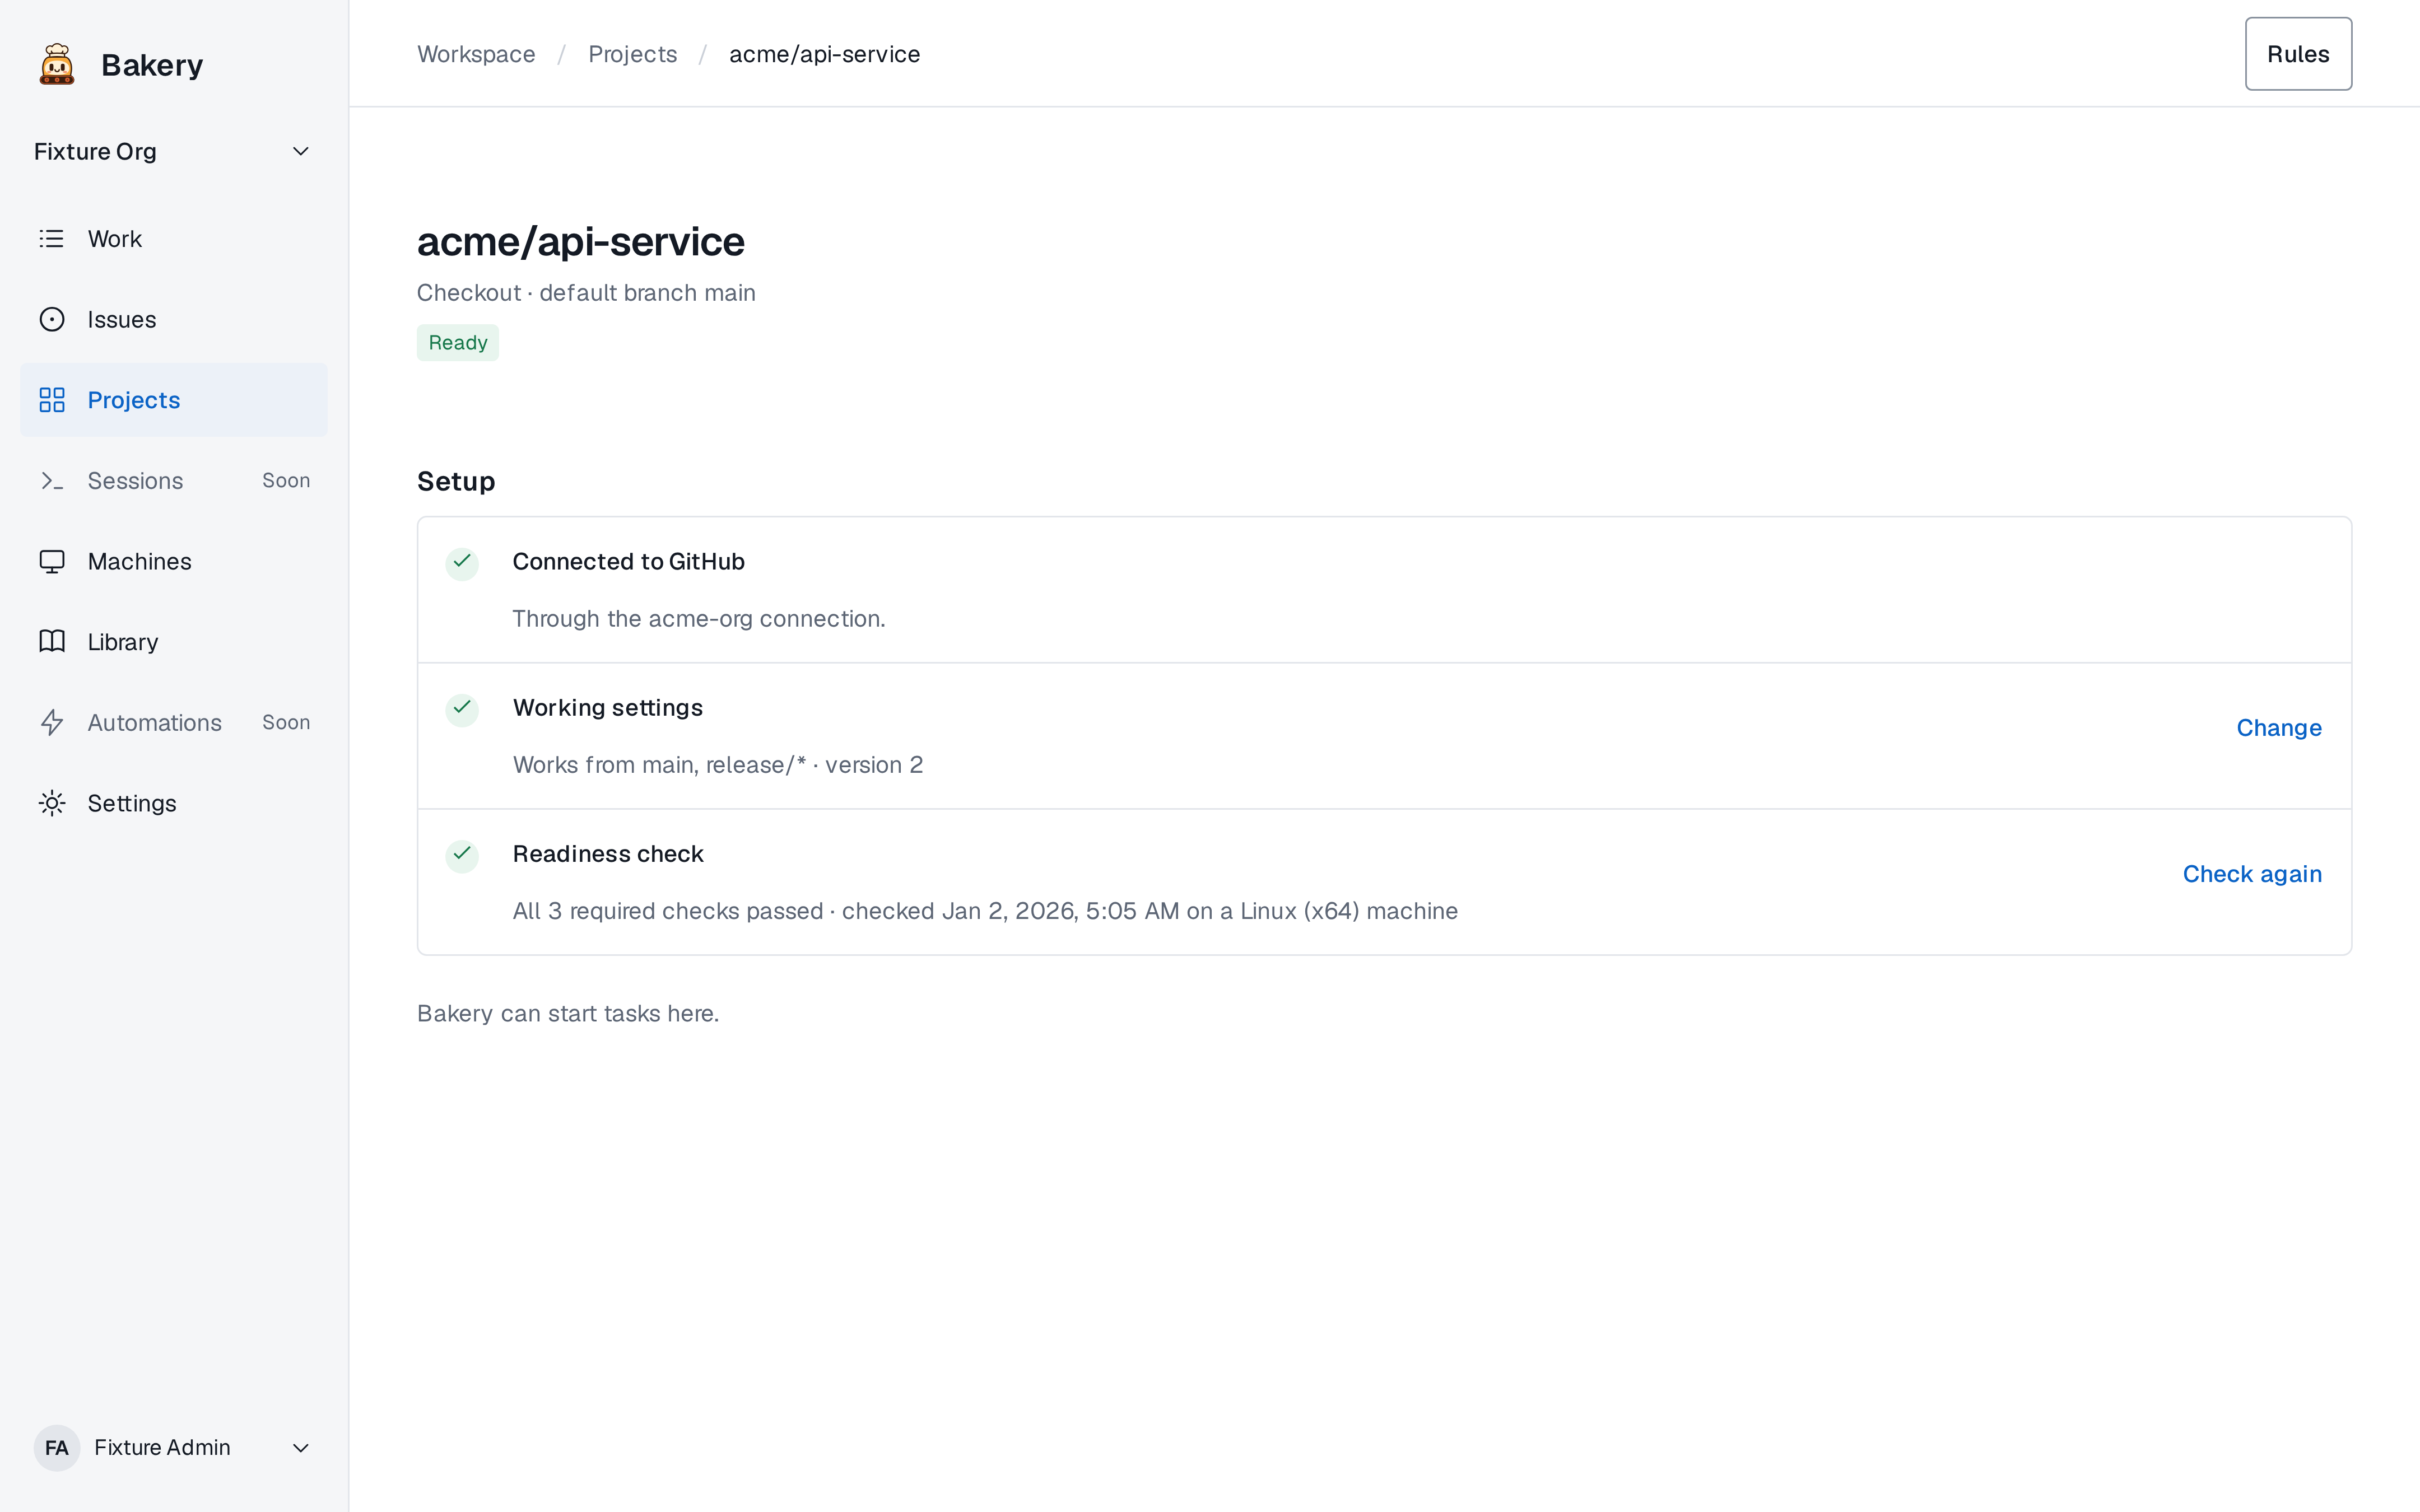 Bakery
Fixture Org
Work
Issues
Projects
Sessions Soon
Machines
Library
Automations Soon
Settings
FA Fixture Admin
Workspace / Projects / acme/api-service
Rules
acme/api-service
Checkout · default branch main
Ready
Setup
Connected to GitHub
Through the acme-org connection.
Working settings
Works from main, release/* · version 2
Change
Readiness check
All 3 required checks passed · checked Jan 2, 2026, 5:05 AM on a Linux (x64) machine
Check again
Bakery can start tasks here.